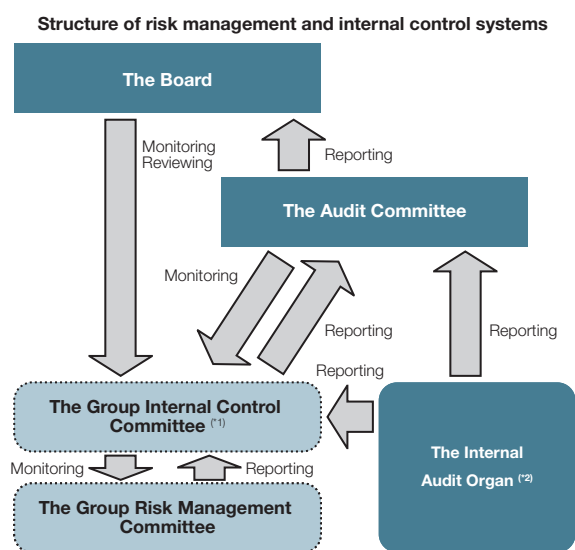 Structure of risk management and internal control systems
The Board
Monitoring
Reviewing
Reporting
The Audit Committee
Monitoring
Reporting
Reporting
Reporting
The Group Internal Control
Committee (*1)
The Internal
Audit Organ (*2)
Monitoring
Reporting
The Group Risk Management
Committee